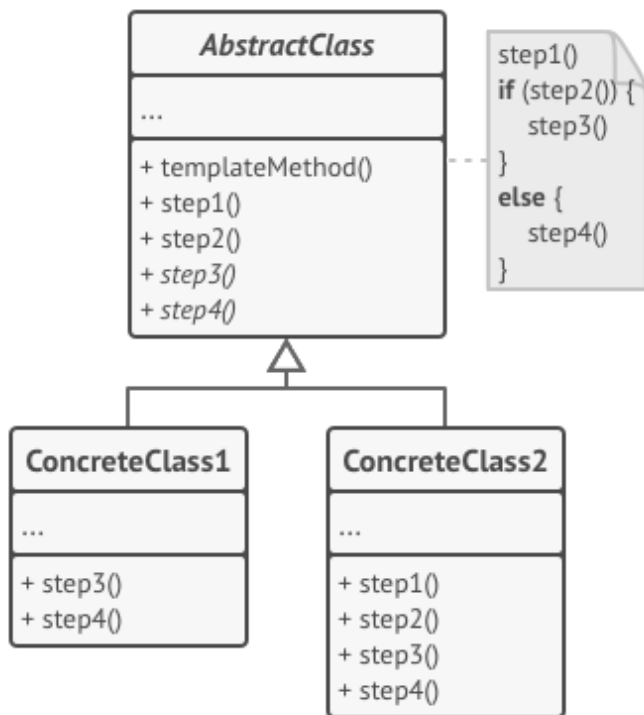 AbstractClass
...
+ templateMethod()
+ step1()
+ step2()
+ step3()
+ step4()
step1()
if (step2()) {
step3()
}
else {
step4()
}
ConcreteClass1
...
+ step3()
+ step4()
ConcreteClass2
...
+ step1()
+ step2()
+ step3()
+ step4()